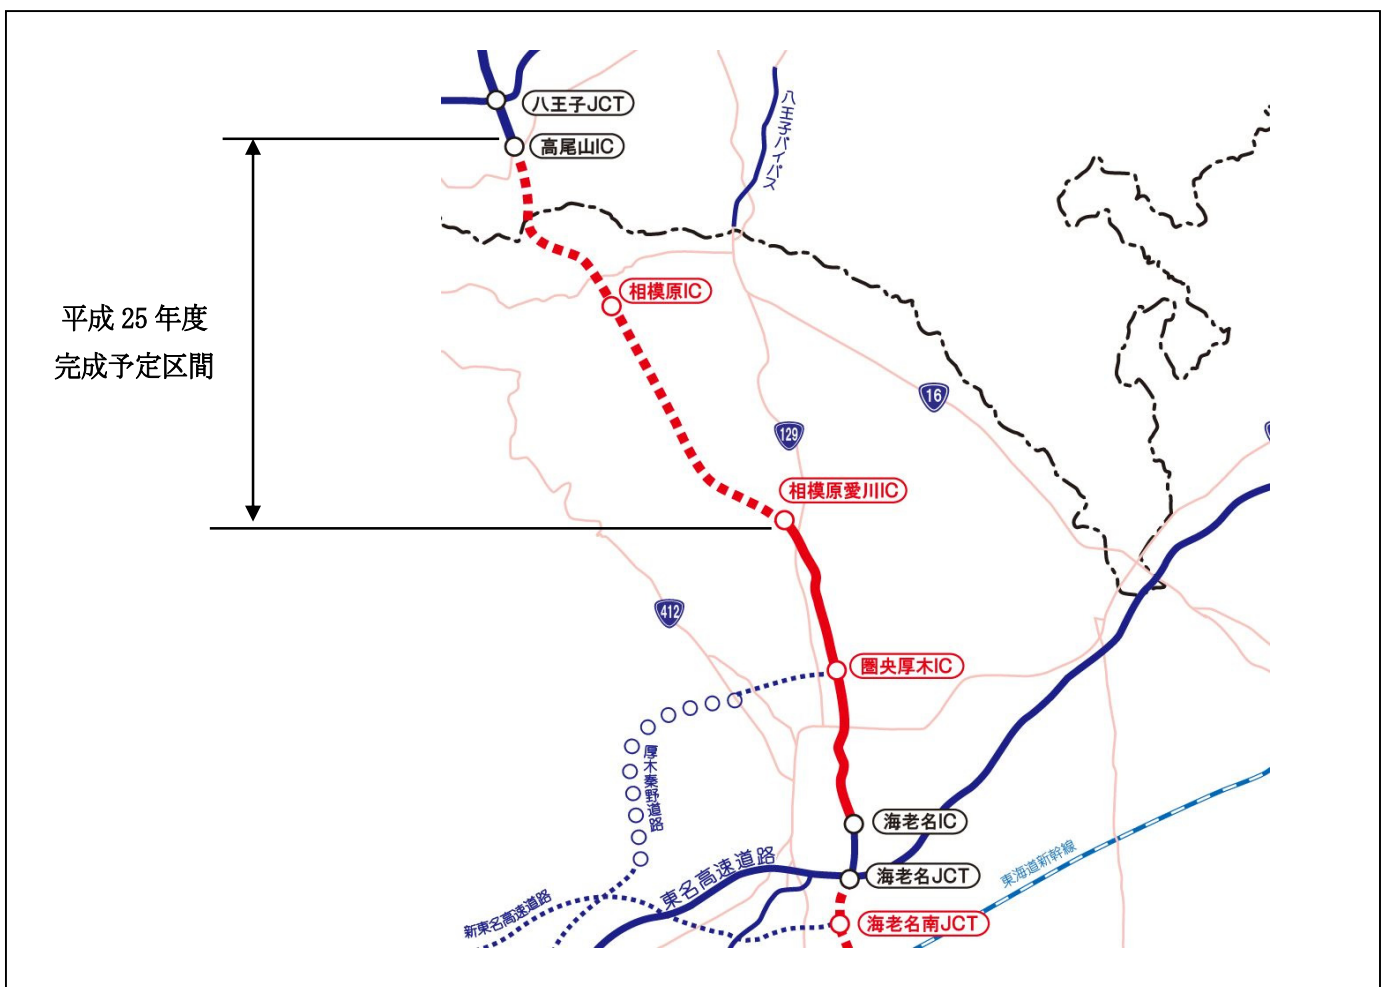 八王子JCT
高尾山IC
八王子バイパス
相模原IC
平成 25 年度
完成予定区間
16
129
相模原愛川IC
412
圏央厚木IC
厚木秦野道路
海老名IC
東名高速道路
海老名JCT
東海道新幹線
新東名高速道路
海老名南JCT